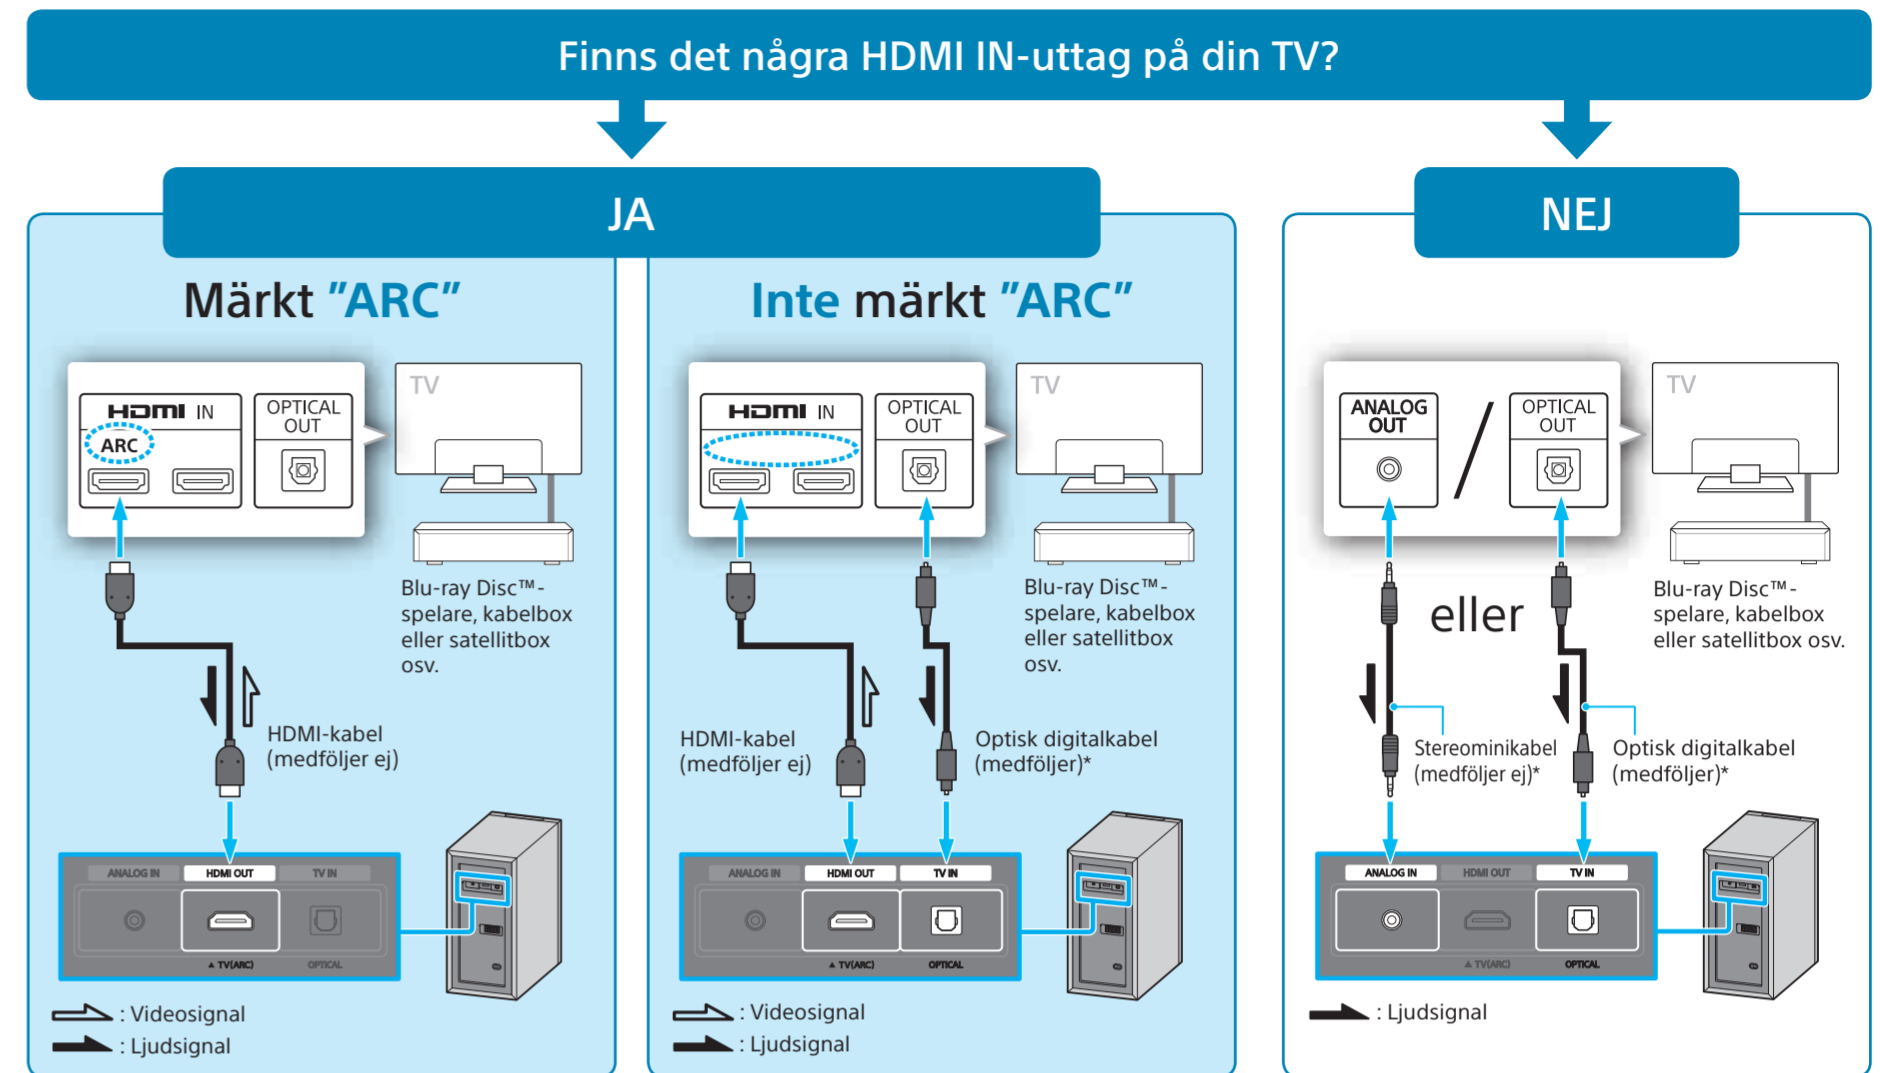 Finns det några HDMI IN-uttag på din TV?
JA
Märkt ”ARC”
HDMI IN
ARC
OPTICAL
OUT
TV
Blu-ray Disc™-
spelare, kabelbox
eller satellitbox
osv.
HDMI-kabel
(medföljer ej)
ANALOG IN
HDMI OUT
TV IN
▲ TV(ARC)
OPTICAL
: Videosignal
: Ljudsignal
Inte märkt ”ARC”
HDMI IN
OPTICAL
OUT
TV
Blu-ray Disc™-
spelare, kabelbox
eller satellitbox
osv.
HDMI-kabel
(medföljer ej)
Optisk digitalkabel
(medföljer)*
ANALOG IN
HDMI OUT
TV IN
▲ TV(ARC)
OPTICAL
: Videosignal
: Ljudsignal
NEJ
ANALOG
OUT
/
OPTICAL
OUT
TV
eller
Blu-ray Disc™-
spelare, kabelbox
eller satellitbox osv.
Stereominikabel
(medföljer ej)*
Optisk digitalkabel
(medföljer)*
ANALOG IN
HDMI OUT
TV IN
▲ TV(ARC)
OPTICAL
: Ljudsignal